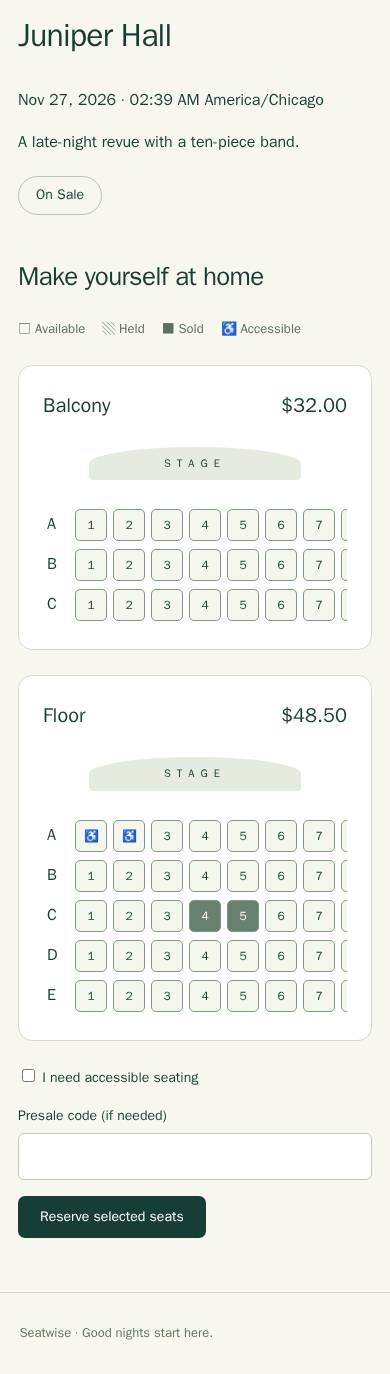 Juniper Hall
Nov 27, 2026 · 02:39 AM America/Chicago
A late-night revue with a ten-piece band.
On Sale
Make yourself at home
Available Held Sold ♿ Accessible
Balcony $32.00
STAGE
A 1 2 3 4 5 6 7
B 1 2 3 4 5 6 7
C 1 2 3 4 5 6 7
Floor $48.50
STAGE
A ♿ ♿ 3 4 5 6 7
B 1 2 3 4 5 6 7
C 1 2 3 4 5 6 7
D 1 2 3 4 5 6 7
E 1 2 3 4 5 6 7
I need accessible seating
Presale code (if needed)
Reserve selected seats
Seatwise · Good nights start here.